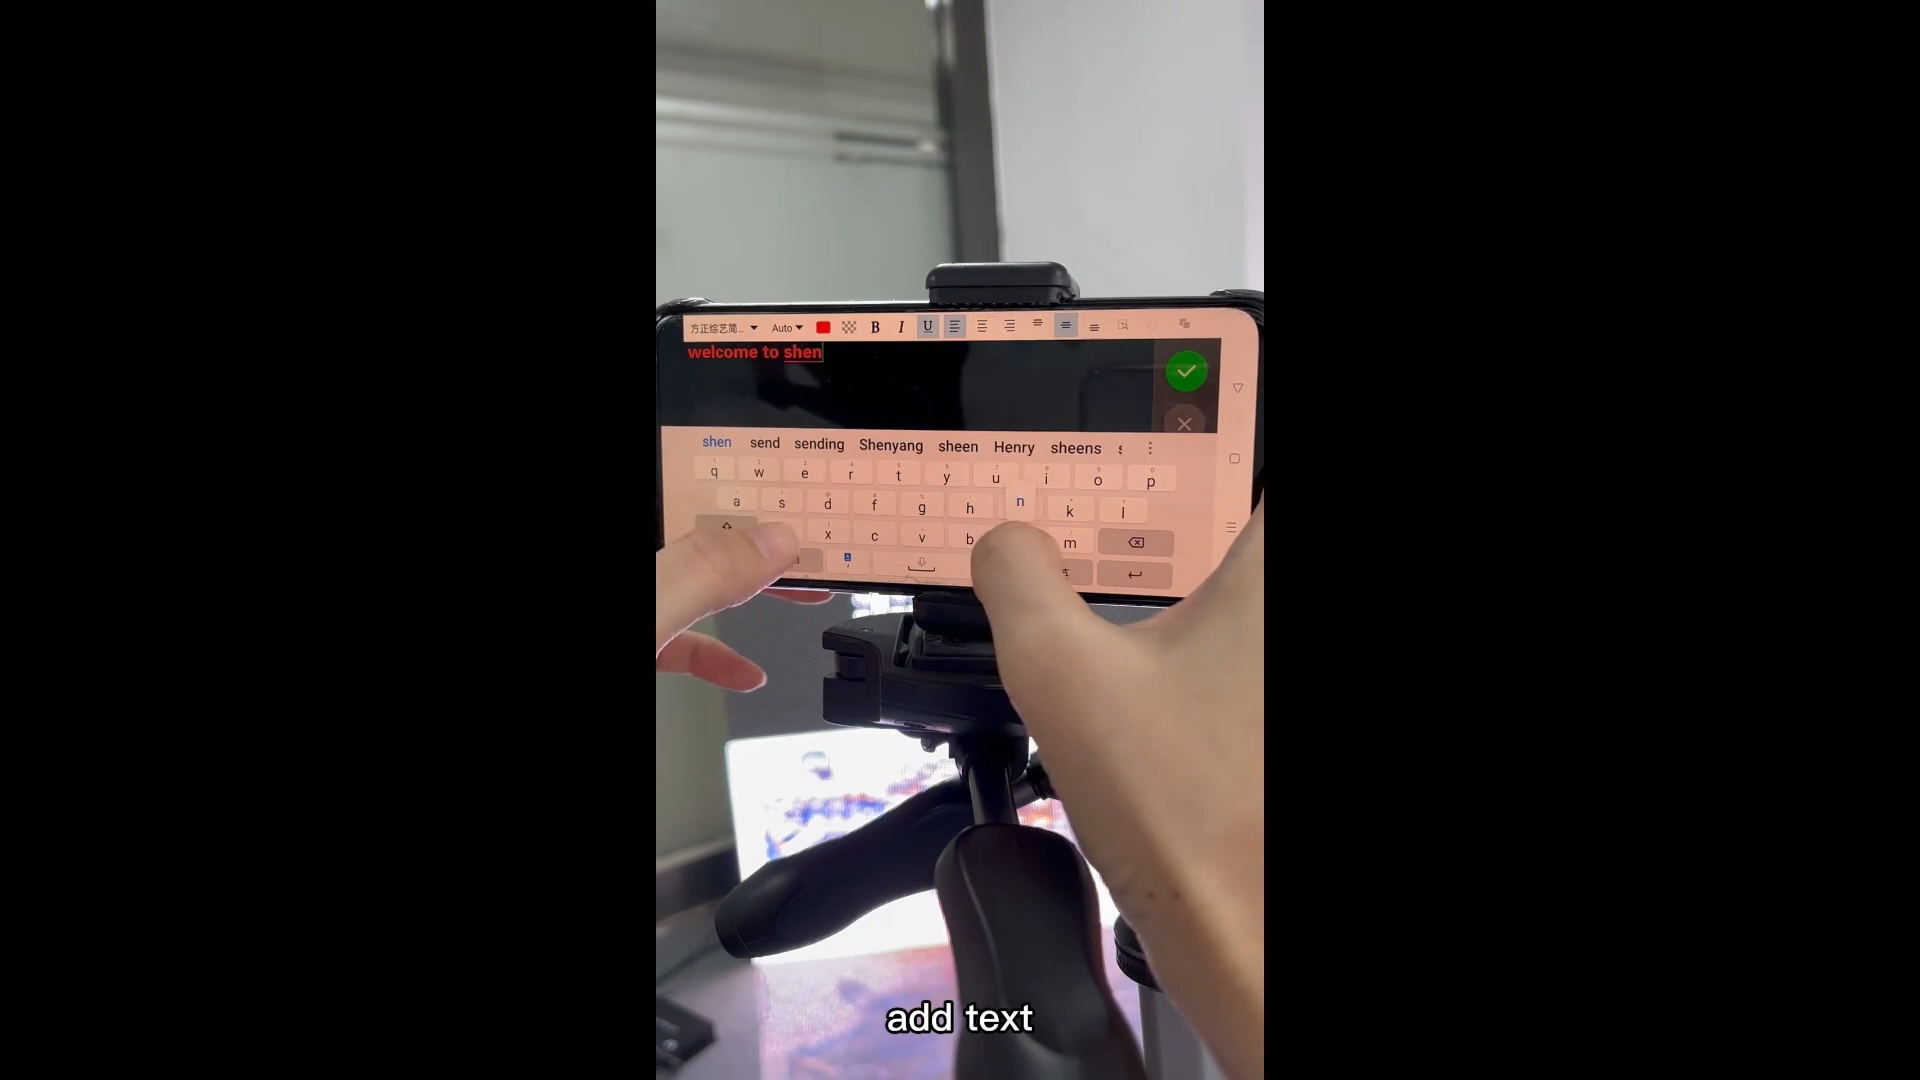 方正综艺简... Auto B I U
welcome to shen
shen send sending Shenyang sheen Henry sheens
q w e r t y u i o p
a s d f g h n k l
x c v b m
add text